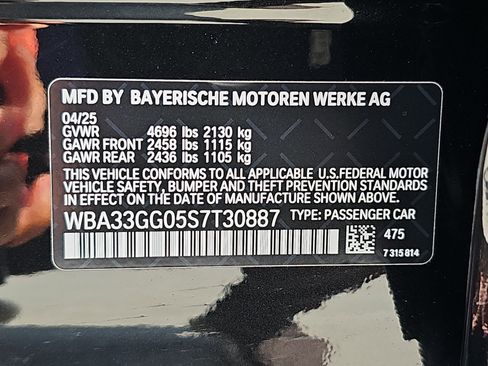 MFD BY BAYERISCHE MOTOREN WERKE AG
04/25
GVWR 4696 lbs 2130 kg
GAWR FRONT 2458 lbs 1115 kg
GAWR REAR 2436 lbs 1105 kg
THIS VEHICLE CONFORMS TO ALL APPLICABLE U.S.FEDERAL MOTOR
VEHICLE SAFETY, BUMPER AND THEFT PREVENTION STANDARDS
IN EFFECT ON THE DATE OF MANUFACTURE SHOWN ABOVE.
WBA33GG05S7T30887 TYPE: PASSENGER CAR
475
7 315 814